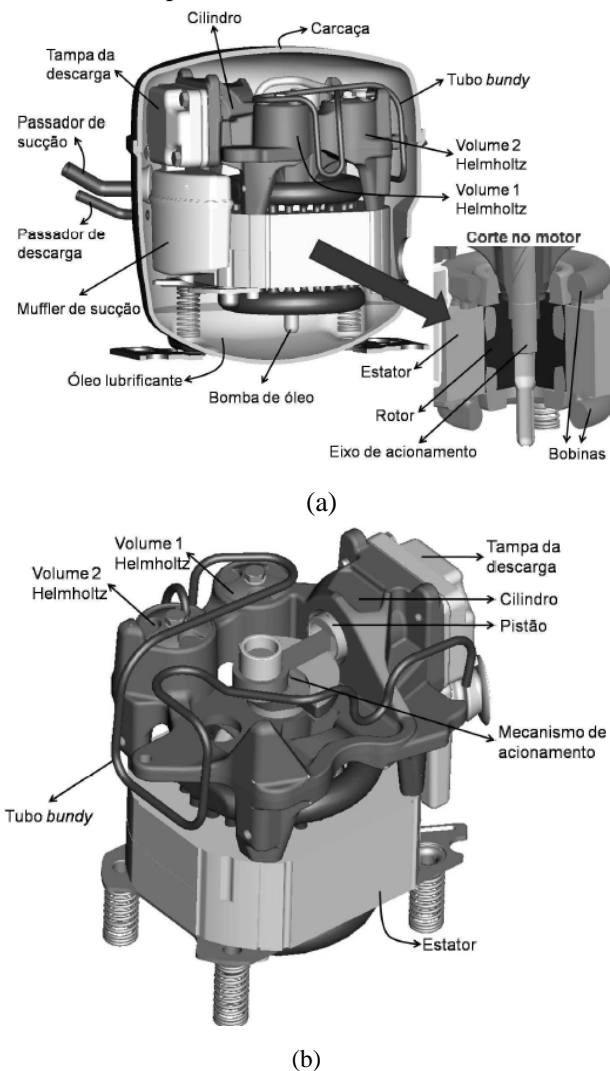 Cilindro
Carcaça
Tampa da
descarga
Tubo bundy
Passador de
sucção
Volume 2
Helmholtz
Volume 1
Helmholtz
Passador de
descarga
Corte no motor
Muffler de sucção
Estator
Óleo lubrificante
Bomba de óleo
Rotor
Eixo de acionamento
Bobinas
(a)
Volume 1
Helmholtz
Tampa da
descarga
Volume 2
Helmholtz
Cilindro
Pistão
Mecanismo de
acionamento
Tubo bundy
Estator
(b)